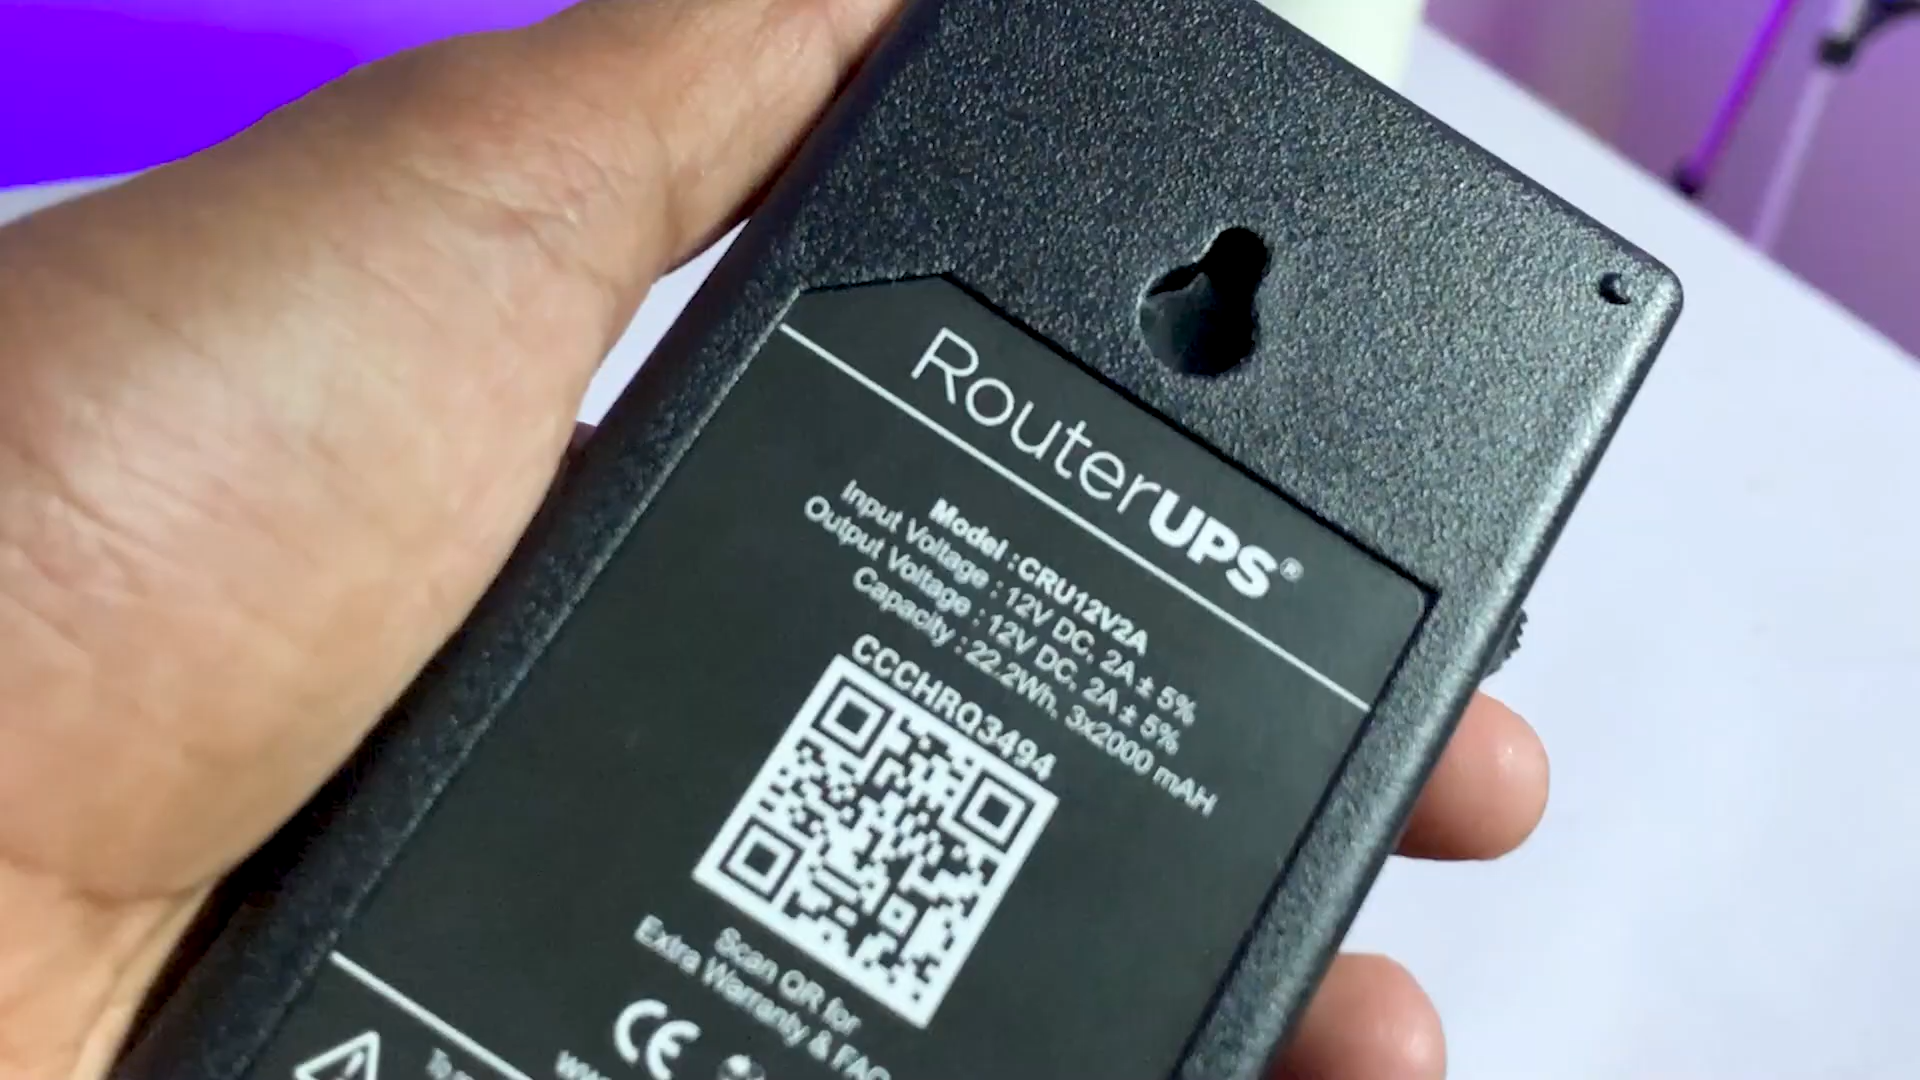 RouterUPS®
Model : CRU12V2A
Input Voltage : 12V DC, 2A ± 5%
Output Voltage : 12V DC, 2A ± 5%
Capacity : 22.2Wh, 3x2000 mAH
CCCHRQ3494
Scan QR for
Extra Warranty & FAQ
CE